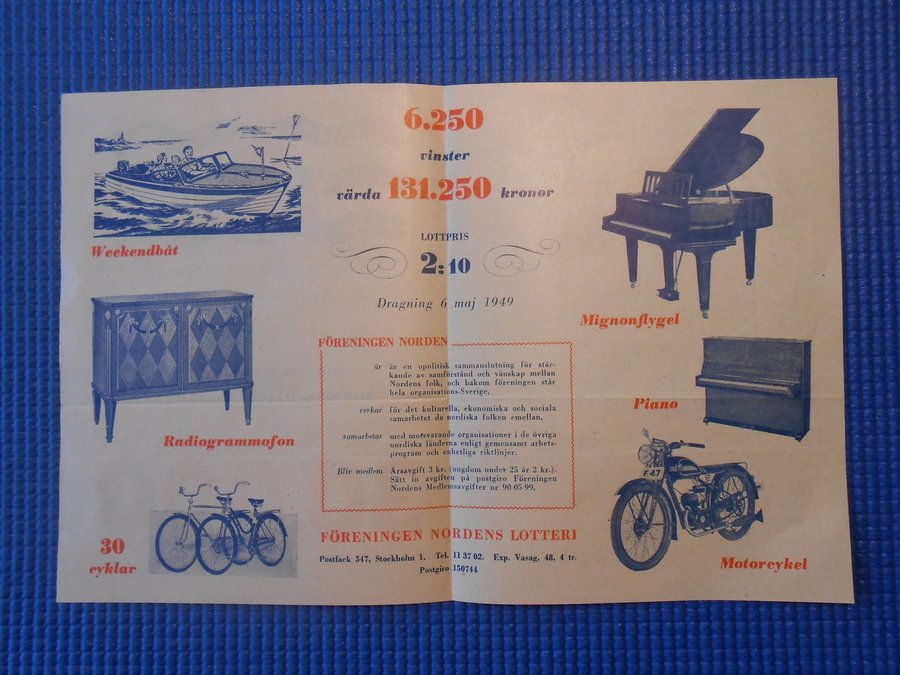 6.250
vinster
värda 131.250 kronor
LOTTPRIS
2:10
Dragning 6 maj 1949
Weekendbåt
Mignonflygel
Radiogrammofon
Piano
FÖRENINGEN NORDEN
är är en opolitisk sammanslutning för stär-
kande av samförstånd och vänskap mellan
Nordens folk, och bakom föreningen står
hela organisations-Sverige,
verkar för det kulturella, ekonomiska och sociala
samarbetet de nordiska folken emellan,
samarbetar med motsvarande organisationer i de övriga
nordiska länderna enligt gemensamt arbets-
program och enhetliga riktlinjer.
Bliv medlem Årsavgift 3 kr. (ungdom under 25 år 2 kr.).
Sätt in avgiften på postgiro Föreningen
Nordens Medlemsavgifter nr 90 05 99.
F 47
30
cyklar
Motorcykel
FÖRENINGEN NORDENS LOTTERI
Postfack 547, Stockholm 1. Tel. 11 37 02. Exp. Vasag. 48, 4 tr.
Postgiro 150744